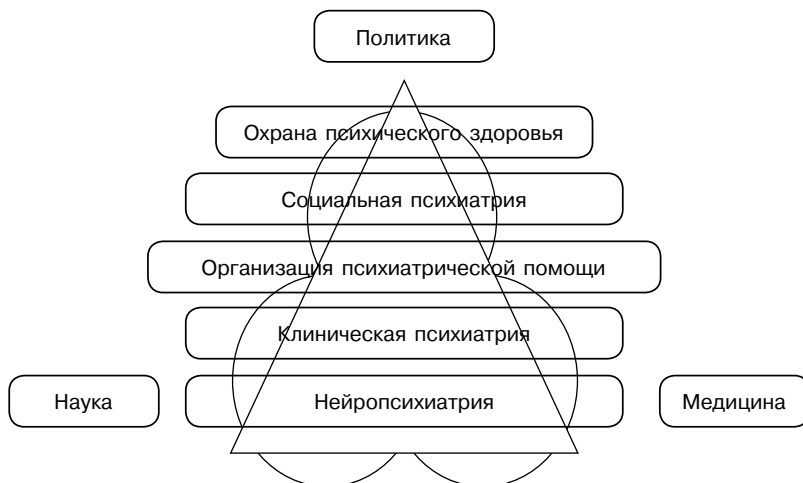 Политика
Охрана психического здоровья
Социальная психиатрия
Организация психиатрической помощи
Клиническая психиатрия
Наука
Нейропсихиатрия
Медицина